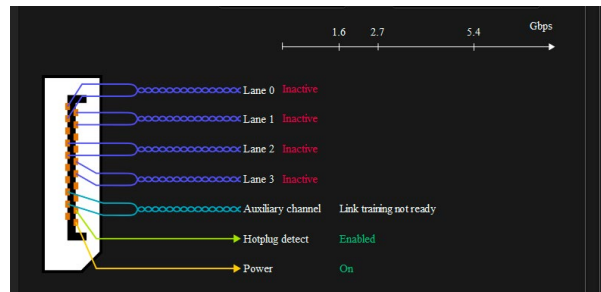 Gbps
1.6 2.7 5.4
Lane 0 Inactive
Lane 1 Inactive
Lane 2 Inactive
Lane 3 Inactive
Auxiliary channel Link training not ready
Hotplug detect Enabled
Power On